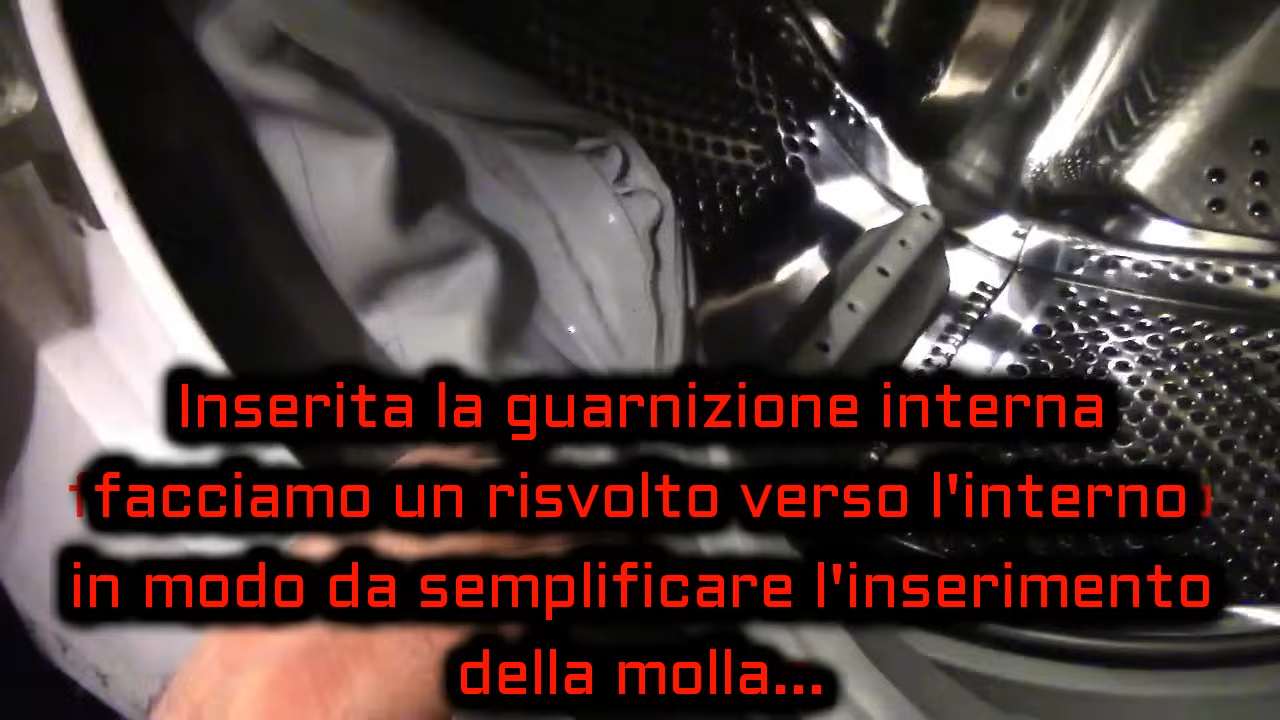 Inserita la guarnizione interna
facciamo un risvolto verso l'interno
in modo da semplificare l'inserimento
della molla...